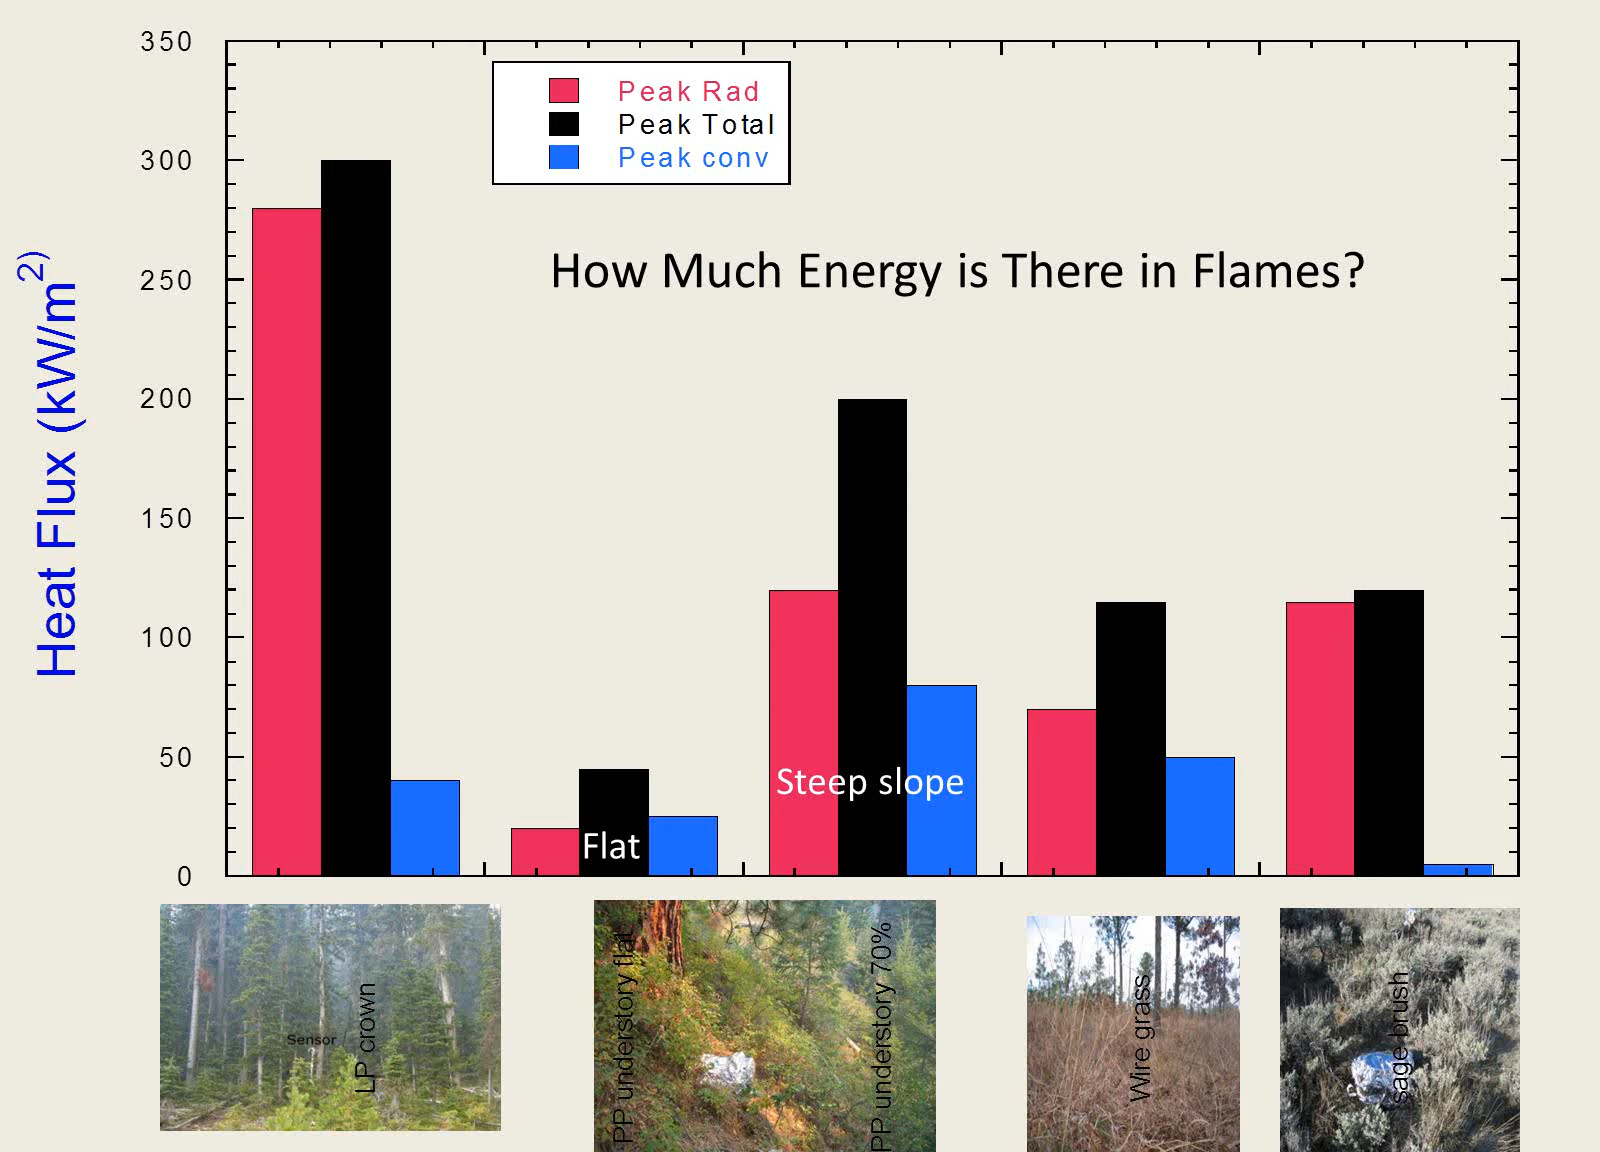 350
300
250
200
150
100
50
0
Heat Flux (kW/m2)
Peak Rad
Peak Total
Peak conv
How Much Energy is There in Flames?
Flat
Steep slope
Sensor
LP crown
PP understory flat
PP understory 70%
Wire grass
sage brush